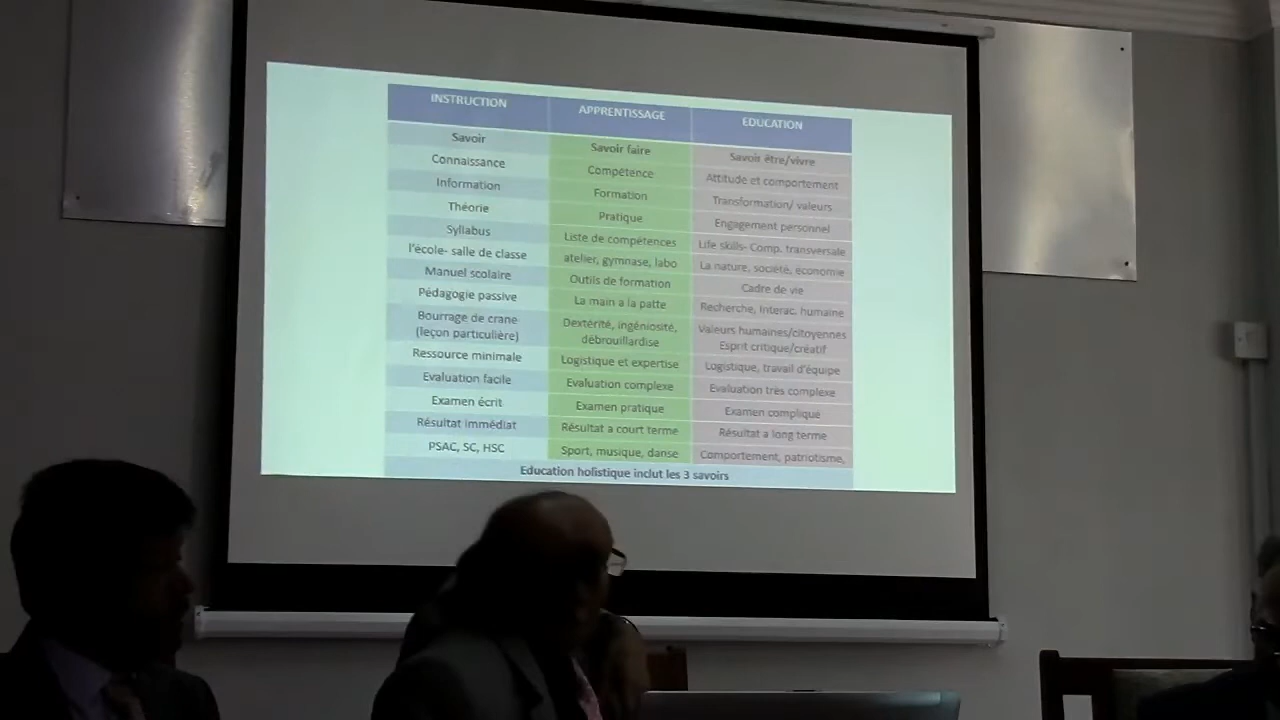 INSTRUCTION APPRENTISSAGE EDUCATION
Savoir Savoir faire Savoir être/vivre
Connaissance Compétence Attitude et comportement
Information Formation Transformation/ valeurs
Théorie Pratique Engagement personnel
Syllabus Liste de compétences Life skills- Comp. transversale
l'école- salle de classe atelier, gymnase, labo La nature, société, économie
Manuel scolaire Outils de formation Cadre de vie
Pédagogie passive La main a la patte Recherche, Interac. humaine
Bourrage de crane Dextérité, ingéniosité, Valeurs humaines/citoyennes
(leçon particulière) débrouillardise Esprit critique/créatif
Ressource minimale Logistique et expertise Logistique, travail d'équipe
Evaluation facile Evaluation complexe Evaluation très complexe
Examen écrit Examen pratique Examen compliqué
Résultat immédiat Résultat a court terme Résultat a long terme
PSAC, SC, HSC Sport, musique, danse Comportement, patriotisme,
Education holistique inclut les 3 savoirs